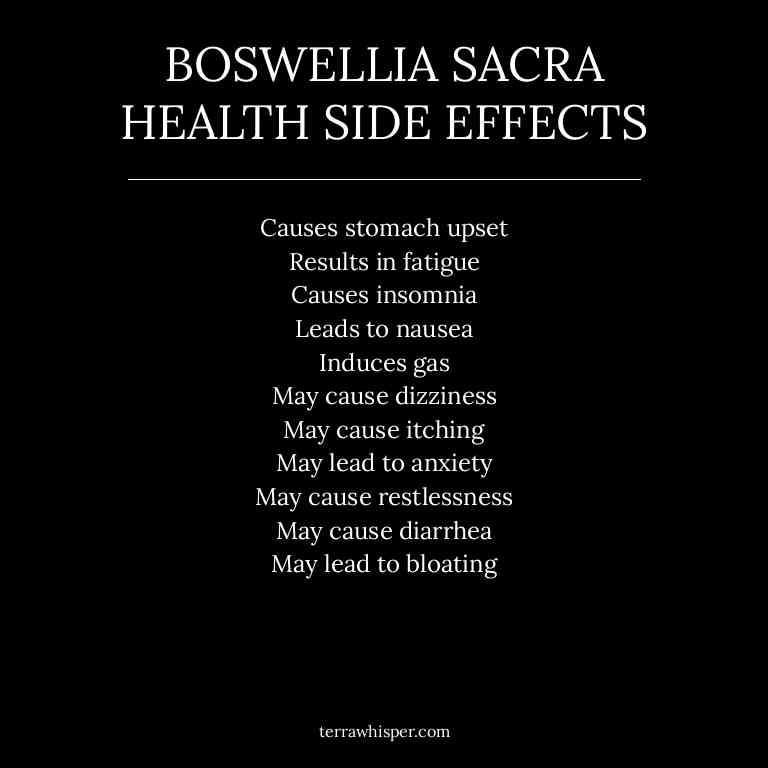 BOSWELLIA SACRA
HEALTH SIDE EFFECTS
Causes stomach upset
Results in fatigue
Causes insomnia
Leads to nausea
Induces gas
May cause dizziness
May cause itching
May lead to anxiety
May cause restlessness
May cause diarrhea
May lead to bloating
terrawhisper.com